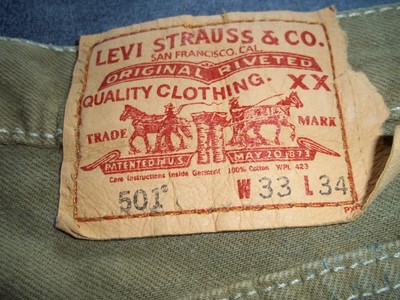 LEVI STRAUSS & CO.
SAN FRANCISCO, CAL.
ORIGINAL RIVETED
QUALITY CLOTHING. XX
TRADE MARK
PATENTED IN U.S. MAY 20 1873
Care Instructions Inside Garment 100% Cotton WPL 423
501® W 33 L 34